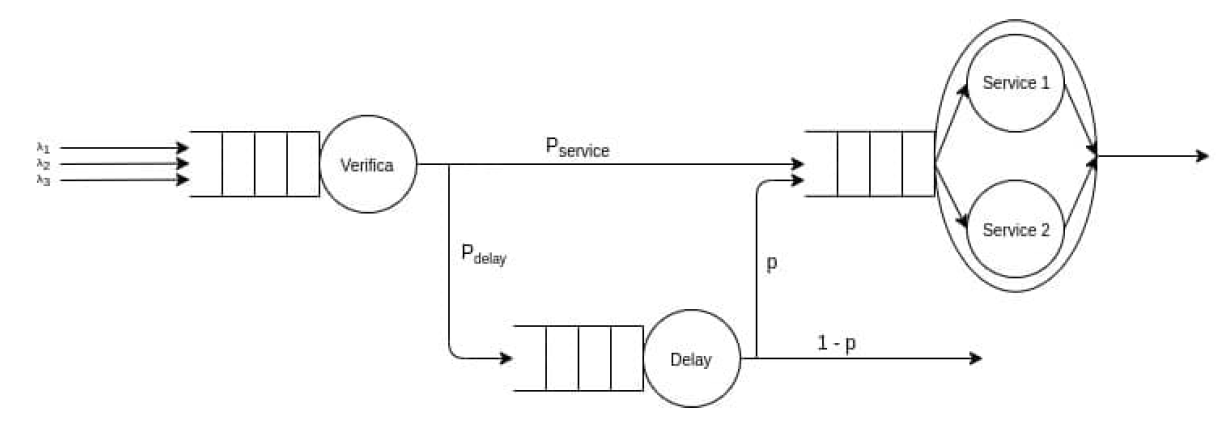 λ1
λ2
λ3
Verifica
Pservice
Service 1
Service 2
Pdelay
p
Delay
1 - p